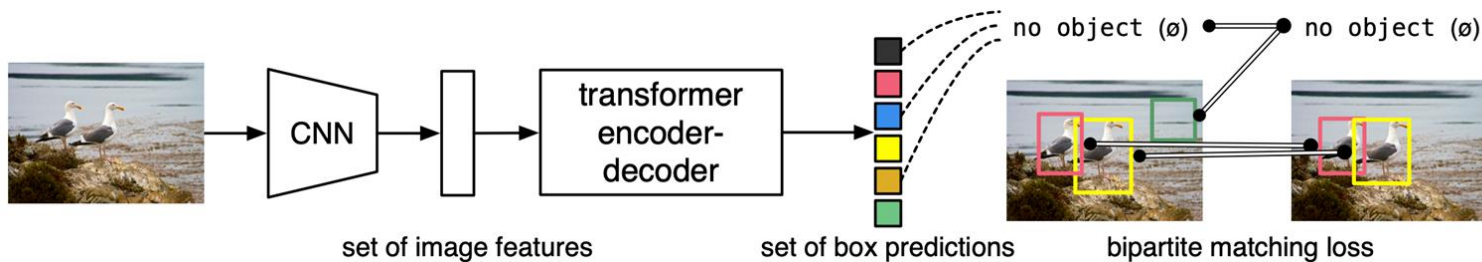 no object (ø)
no object (ø)
CNN
transformer
encoder-
decoder
set of image features
set of box predictions
bipartite matching loss